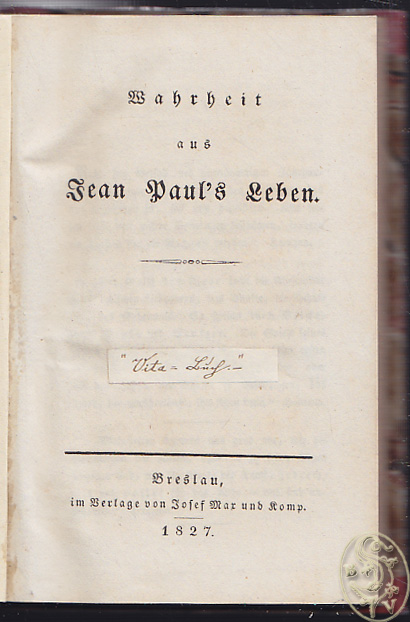 Wahrheit
aus
Jean Paul's Leben.
"Vita = Buch."-
Breslau,
im Verlage von Josef Max und Komp.
1827.